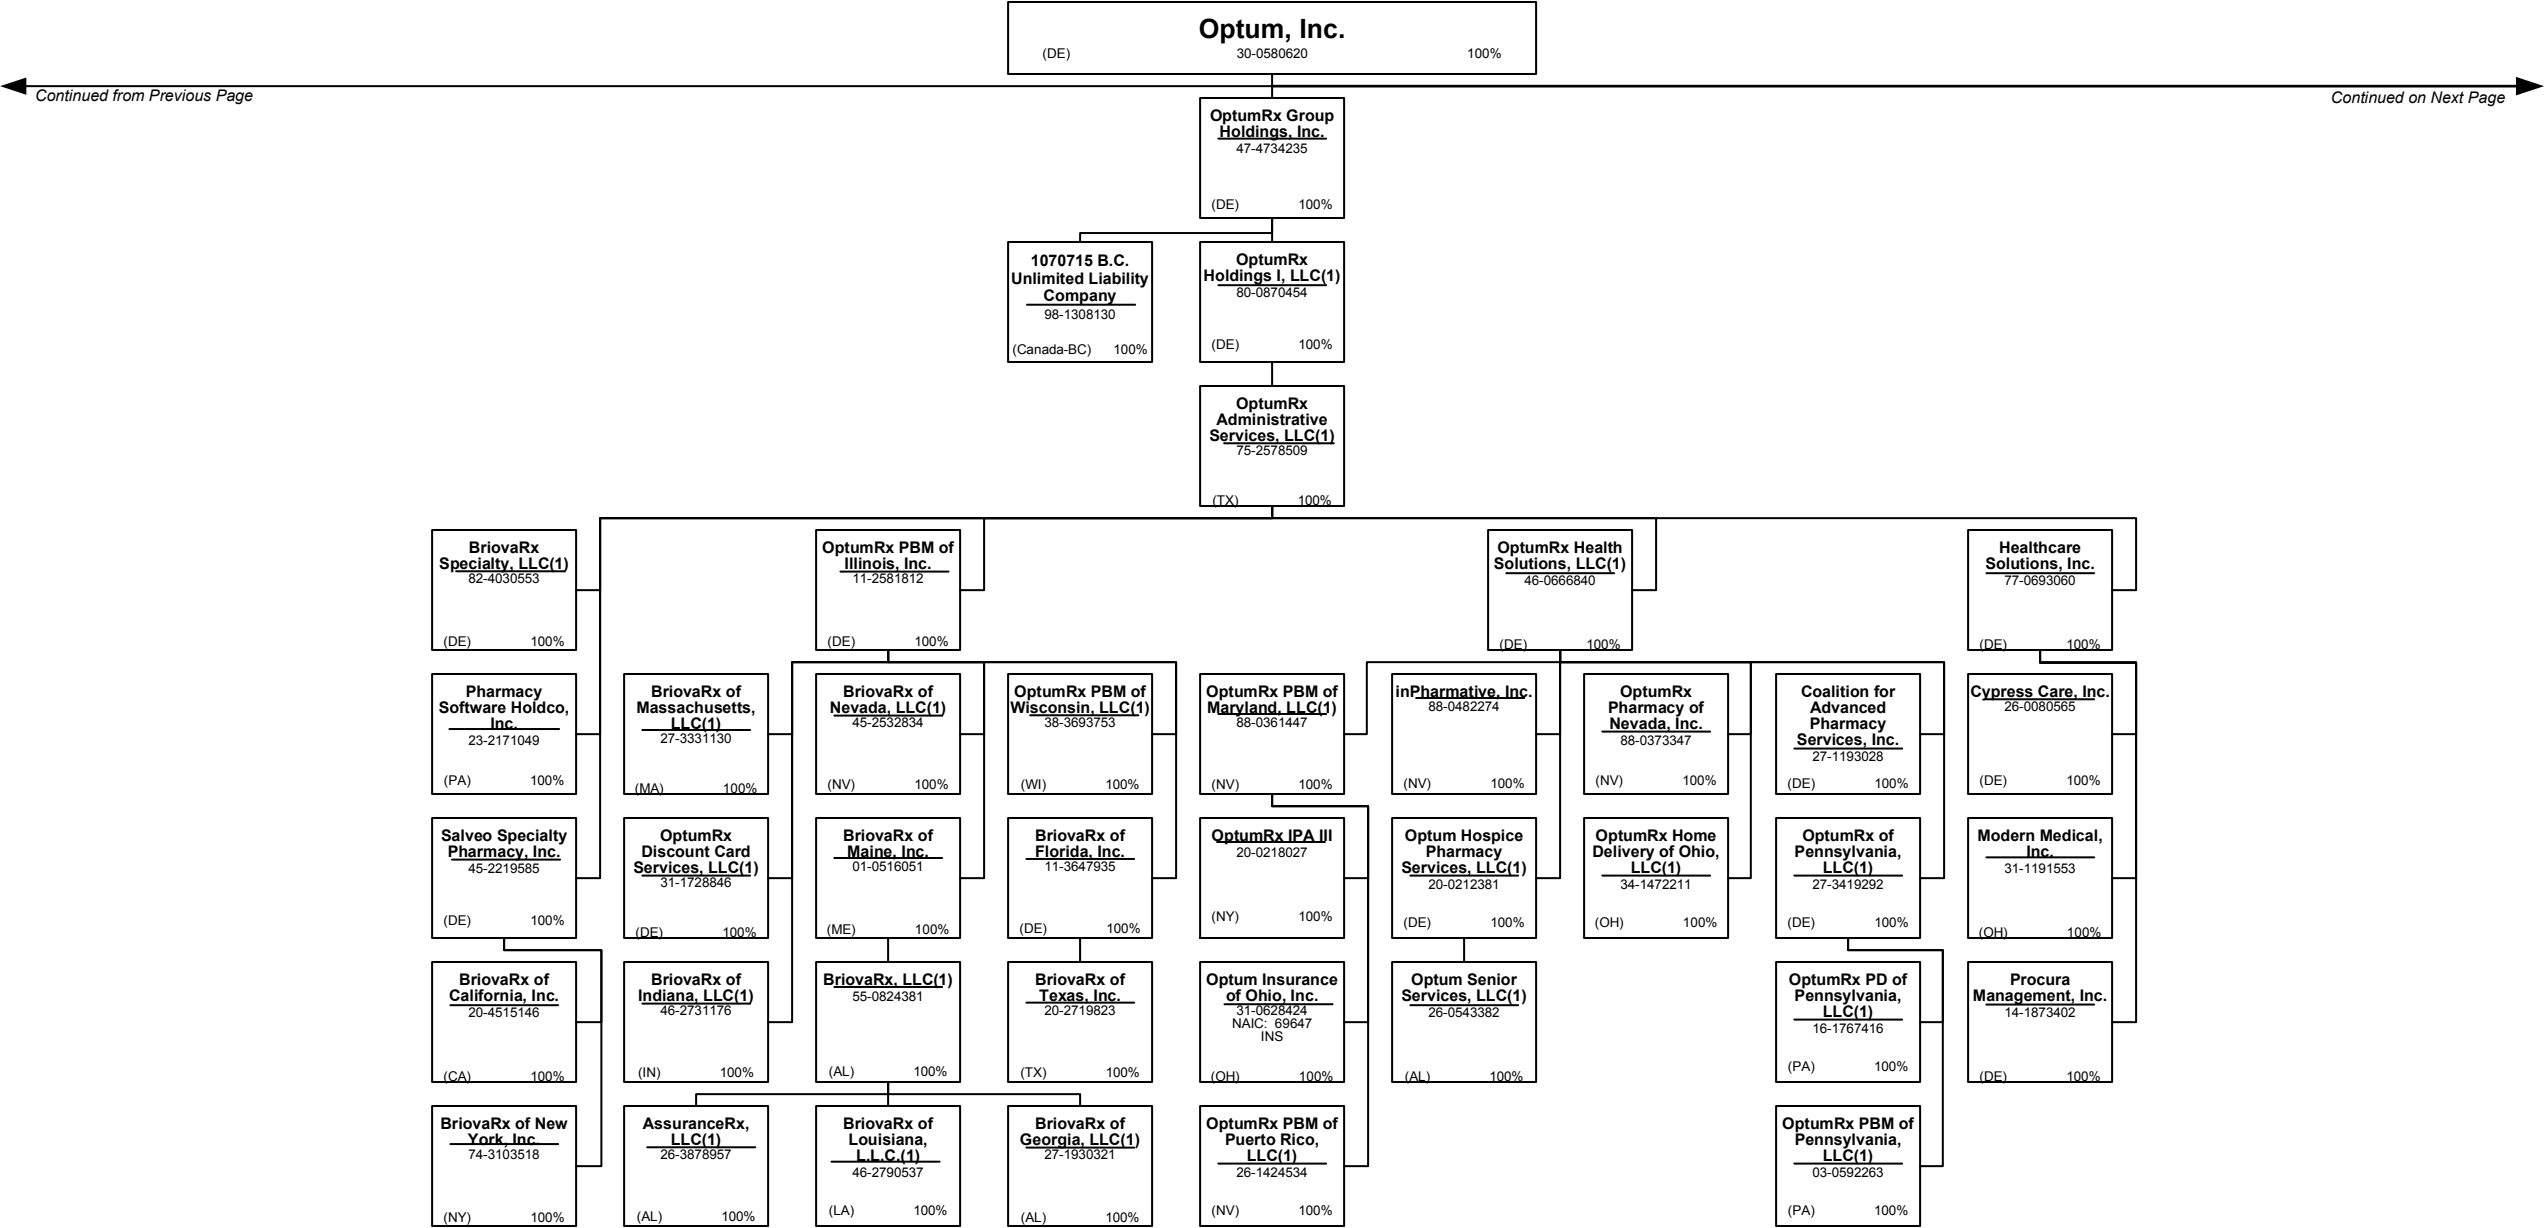 Optum, Inc.
(DE) 30-0580620 100%
Continued from Previous Page
Continued on Next Page
OptumRx Group
Holdings, Inc.
47-4734235
(DE) 100%
1070715 B.C.
Unlimited Liability
Company
98-1308130
(Canada-BC) 100%
OptumRx
Holdings I, LLC(1)
80-0870454
(DE) 100%
OptumRx
Administrative
Services, LLC(1)
75-2578509
(TX) 100%
BriovaRx
Specialty, LLC(1)
82-4030553
(DE) 100%
OptumRx PBM of
Illinois, Inc.
11-2581812
(DE) 100%
OptumRx Health
Solutions, LLC(1)
46-0666840
(DE) 100%
Healthcare
Solutions, Inc.
77-0693060
(DE) 100%
Pharmacy
Software Holdco,
Inc.
23-2171049
(PA) 100%
BriovaRx of
Massachusetts,
LLC(1)
27-3331130
(MA) 100%
BriovaRx of
Nevada, LLC(1)
45-2532834
(NV) 100%
OptumRx PBM of
Wisconsin, LLC(1)
38-3693753
(WI) 100%
OptumRx PBM of
Maryland, LLC(1)
88-0361447
(NV) 100%
inPharmative, Inc.
88-0482274
(NV) 100%
OptumRx
Pharmacy of
Nevada, Inc.
88-0373347
(NV) 100%
Coalition for
Advanced
Pharmacy
Services, Inc.
27-1193028
(DE) 100%
Cypress Care, Inc.
26-0080565
(DE) 100%
Salveo Specialty
Pharmacy, Inc.
45-2219585
(DE) 100%
OptumRx
Discount Card
Services, LLC(1)
31-1728846
(DE) 100%
BriovaRx of
Maine, Inc.
01-0516051
(ME) 100%
BriovaRx of
Florida, Inc.
11-3647935
(DE) 100%
OptumRx IPA III
20-0218027
(NY) 100%
Optum Hospice
Pharmacy
Services, LLC(1)
20-0212381
(DE) 100%
OptumRx Home
Delivery of Ohio,
LLC(1)
34-1472211
(OH) 100%
OptumRx of
Pennsylvania,
LLC(1)
27-3419292
(DE) 100%
Modern Medical,
Inc.
31-1191553
(OH) 100%
BriovaRx of
California, Inc.
20-4515146
(CA) 100%
BriovaRx of
Indiana, LLC(1)
46-2731176
(IN) 100%
BriovaRx, LLC(1)
55-0824381
(AL) 100%
BriovaRx of
Texas, Inc.
20-2719823
(TX) 100%
Optum Insurance
of Ohio, Inc.
31-0628424
NAIC: 69647
INS
(OH) 100%
Optum Senior
Services, LLC(1)
26-0543382
(AL) 100%
OptumRx PD of
Pennsylvania,
LLC(1)
16-1767416
(PA) 100%
Procura
Management, Inc.
14-1873402
(DE) 100%
BriovaRx of New
York, Inc.
74-3103518
(NY) 100%
AssuranceRx,
LLC(1)
26-3878957
(AL) 100%
BriovaRx of
Louisiana,
L.L.C.(1)
46-2790537
(LA) 100%
BriovaRx of
Georgia, LLC(1)
27-1930321
(AL) 100%
OptumRx PBM of
Puerto Rico,
LLC(1)
26-1424534
(NV) 100%
OptumRx PBM of
Pennsylvania,
LLC(1)
03-0592263
(PA) 100%